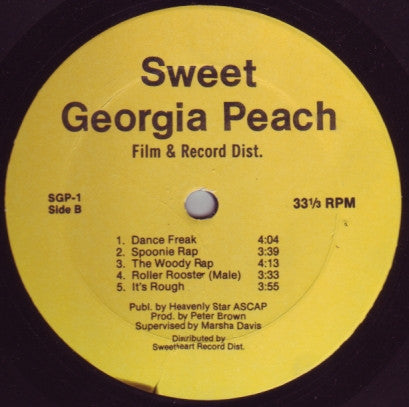 Sweet
Georgia Peach
Film & Record Dist.
SGP-1
Side B
33⅓ RPM
1. Dance Freak 4:04
2. Spoonie Rap 3:39
3. The Woody Rap 4:13
4. Roller Rooster (Male) 3:33
5. It's Rough 3:55
Publ. by Heavenly Star ASCAP
Prod. by Peter Brown
Supervised by Marsha Davis
Distributed by
Sweetheart Record Dist.